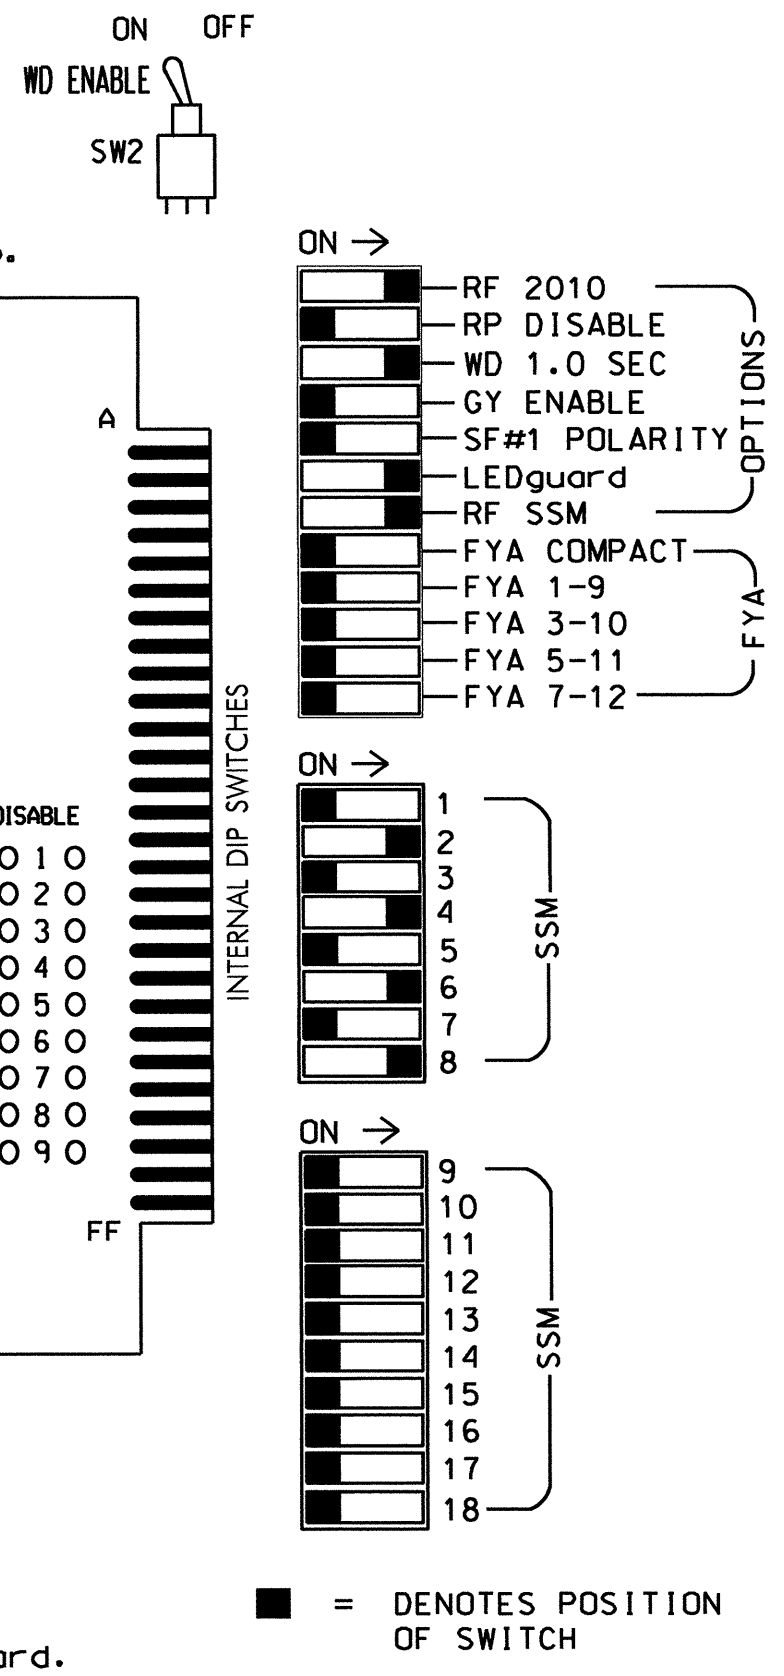 ON OFF
WD ENABLE
SW2
ON →
RF 2010
RP DISABLE
WD 1.0 SEC
GY ENABLE
SF#1 POLARITY
LEDguard
RF SSM
OPTIONS
FYA COMPACT
FYA 1-9
FYA 3-10
FYA 5-11
FYA 7-12
FYA
A
FF
INTERNAL DIP SWITCHES
DISABLE
1
2
3
4
5
6
7
8
9
ON →
1
2
3
4
5
6
7
8
SSM
ON →
9
10
11
12
13
14
15
16
17
18
SSM
= DENOTES POSITION
OF SWITCH
ard.